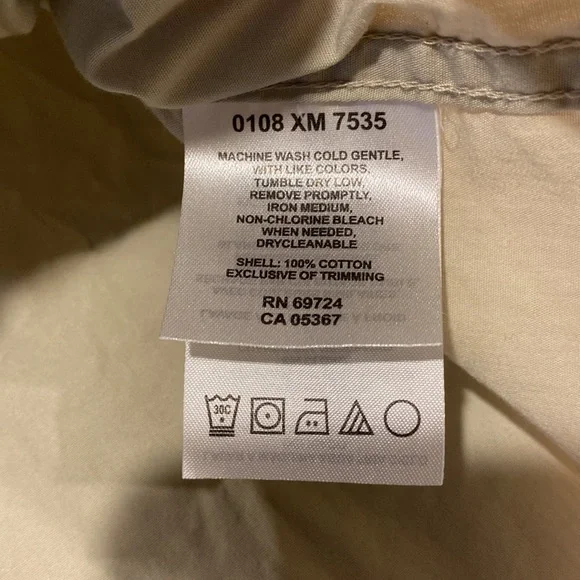 0108 XM 7535
MACHINE WASH COLD GENTLE,
WITH LIKE COLORS,
TUMBLE DRY LOW,
REMOVE PROMPTLY,
IRON MEDIUM,
NON-CHLORINE BLEACH
WHEN NEEDED,
DRYCLEANABLE
SHELL: 100% COTTON
EXCLUSIVE OF TRIMMING
RN 69724
CA 05367
30C